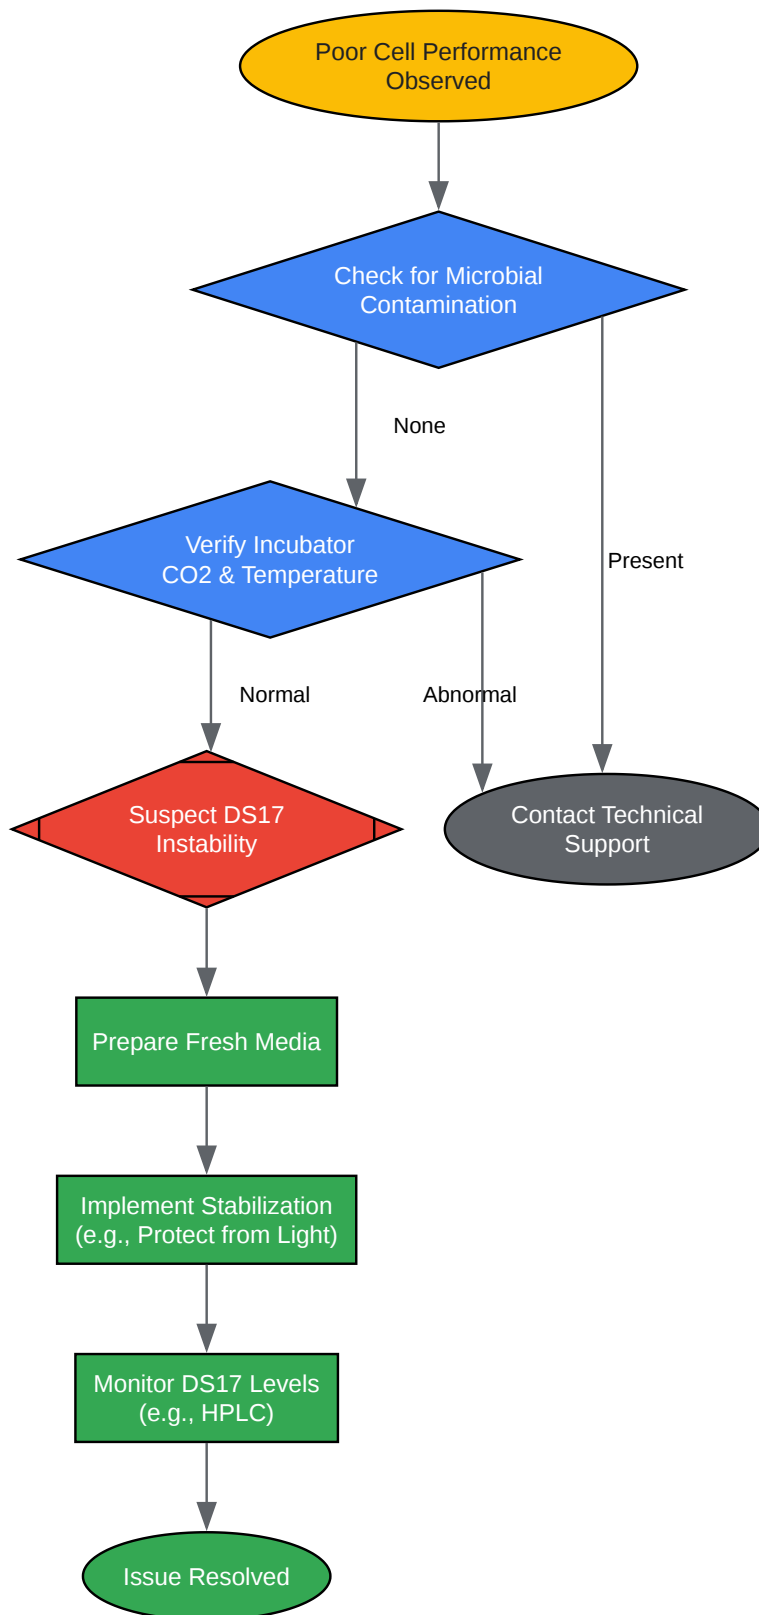 Poor Cell Performance
Observed
Check for Microbial
Contamination
None
Verify Incubator
CO2 & Temperature
Present
Normal
Abnormal
Suspect DS17
Instability
Contact Technical
Support
Prepare Fresh Media
Implement Stabilization
(e.g., Protect from Light)
Monitor DS17 Levels
(e.g., HPLC)
Issue Resolved